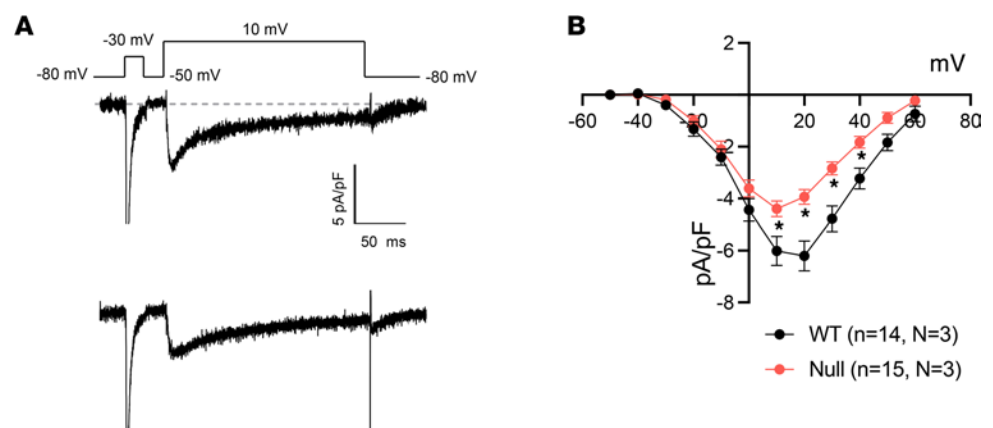 A
-30 mV
10 mV
-80 mV
-50 mV
-80 mV
5 pA/pF
50 ms
B
2
mV
-60
-40
-20
20
40
60
80
-2
-4
-6
-8
pA/pF
*
*
*
*
WT (n=14, N=3)
Null (n=15, N=3)